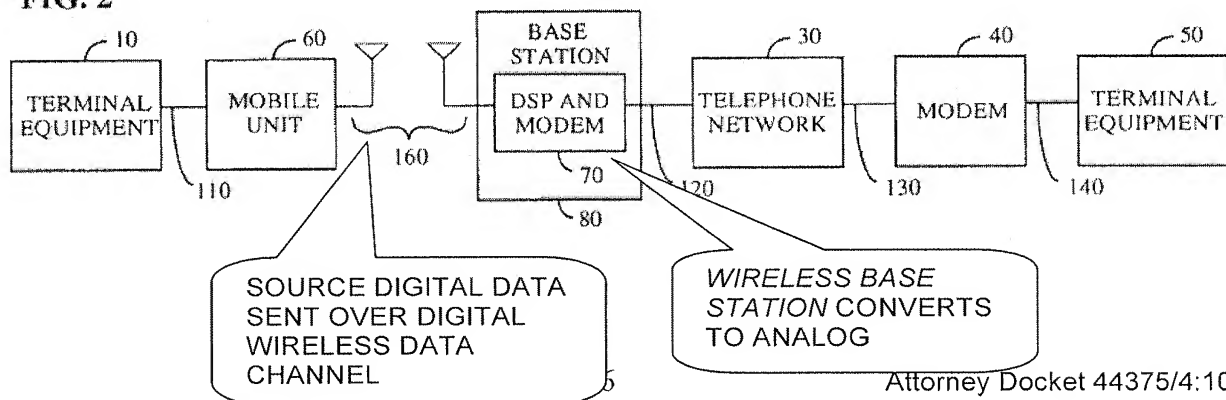 FIG. 2
10
60
30
40
50
TERMINAL
EQUIPMENT
MOBILE
UNIT
BASE
STATION
DSP AND
MODEM
TELEPHONE
NETWORK
MODEM
TERMINAL
EQUIPMENT
110
160
70
80
120
130
140
SOURCE DIGITAL DATA
SENT OVER DIGITAL
WIRELESS DATA
CHANNEL
WIRELESS BASE
STATION CONVERTS
TO ANALOG
Attorney Docket 44375/4:10